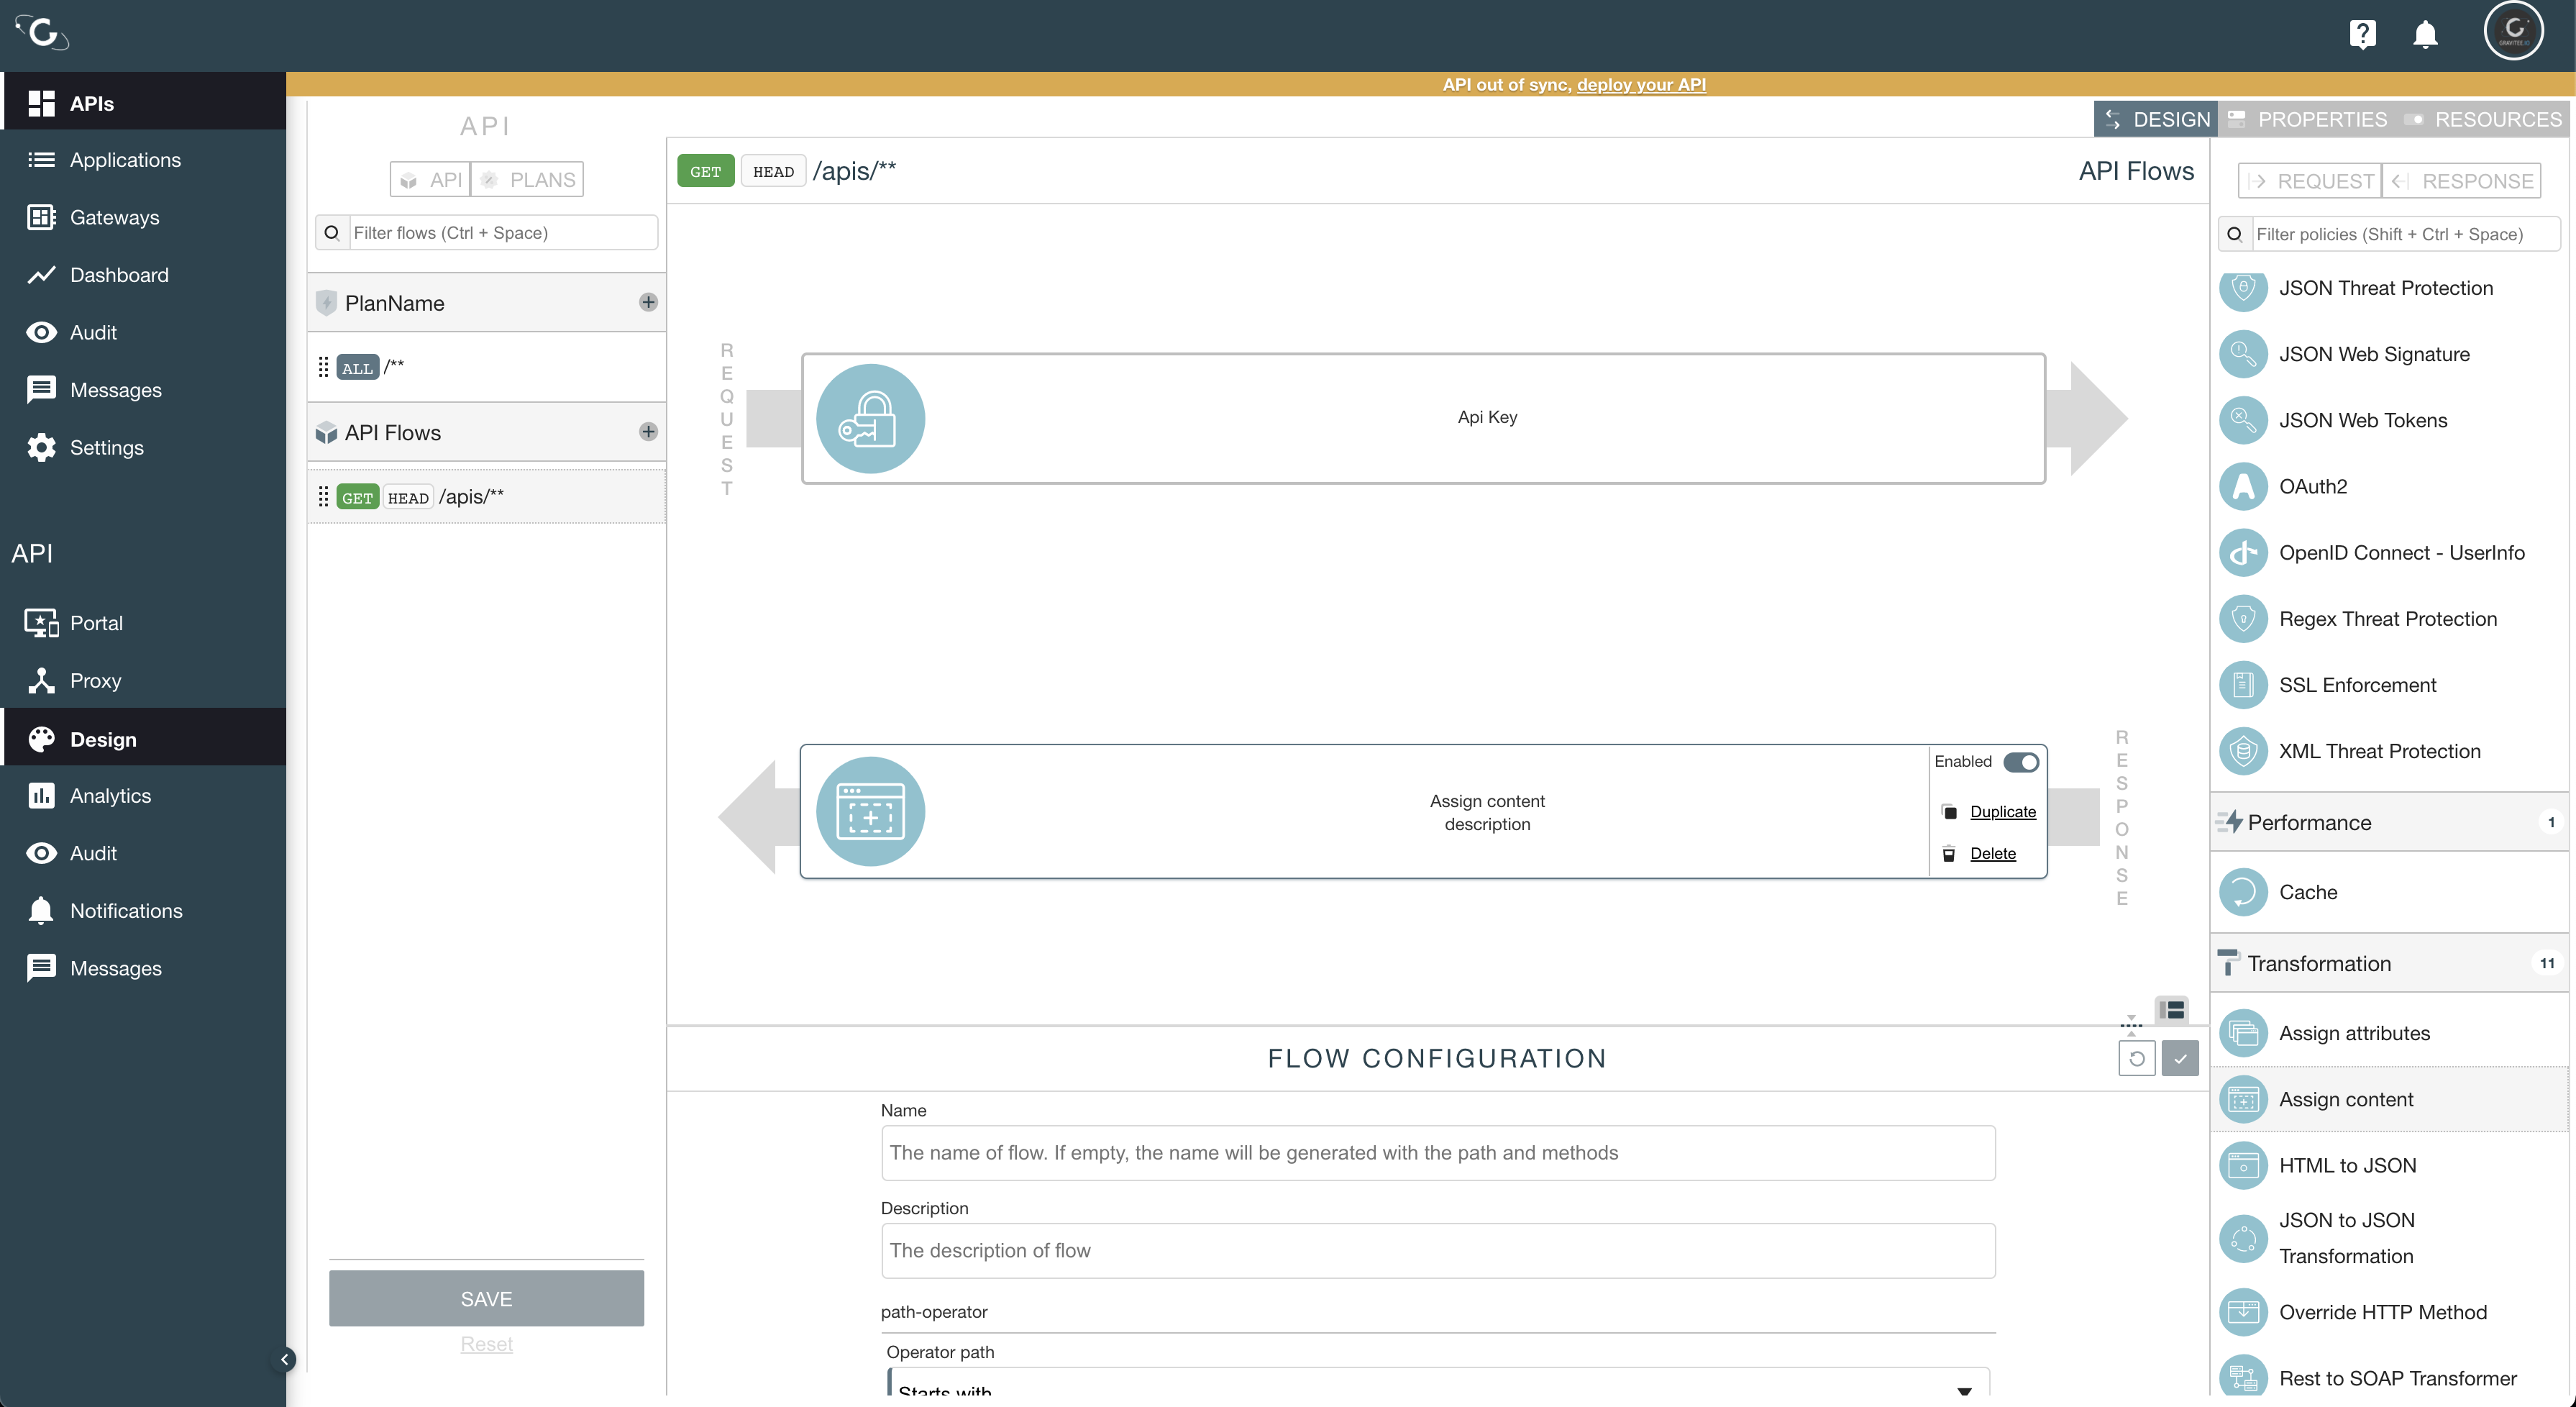 API out of sync, deploy your API
APIs
Applications
Gateways
Dashboard
Audit
Messages
Settings
API
Portal
Proxy
Design
Analytics
Audit
Notifications
Messages
API
API PLANS
Filter flows (Ctrl + Space)
PlanName
ALL /**
API Flows
GET HEAD /apis/**
SAVE
Reset
GET HEAD /apis/**
API Flows
REQUEST
Api Key
Assign content
description
Enabled
Duplicate
Delete
RESPONSE
FLOW CONFIGURATION
Name
The name of flow. If empty, the name will be generated with the path and methods
Description
The description of flow
path-operator
Operator path
Starts with
DESIGN PROPERTIES RESOURCES
REQUEST RESPONSE
Filter policies (Shift + Ctrl + Space)
JSON Threat Protection
JSON Web Signature
JSON Web Tokens
OAuth2
OpenID Connect - UserInfo
Regex Threat Protection
SSL Enforcement
XML Threat Protection
Performance 1
Cache
Transformation 11
Assign attributes
Assign content
HTML to JSON
JSON to JSON
Transformation
Override HTTP Method
Rest to SOAP Transformer